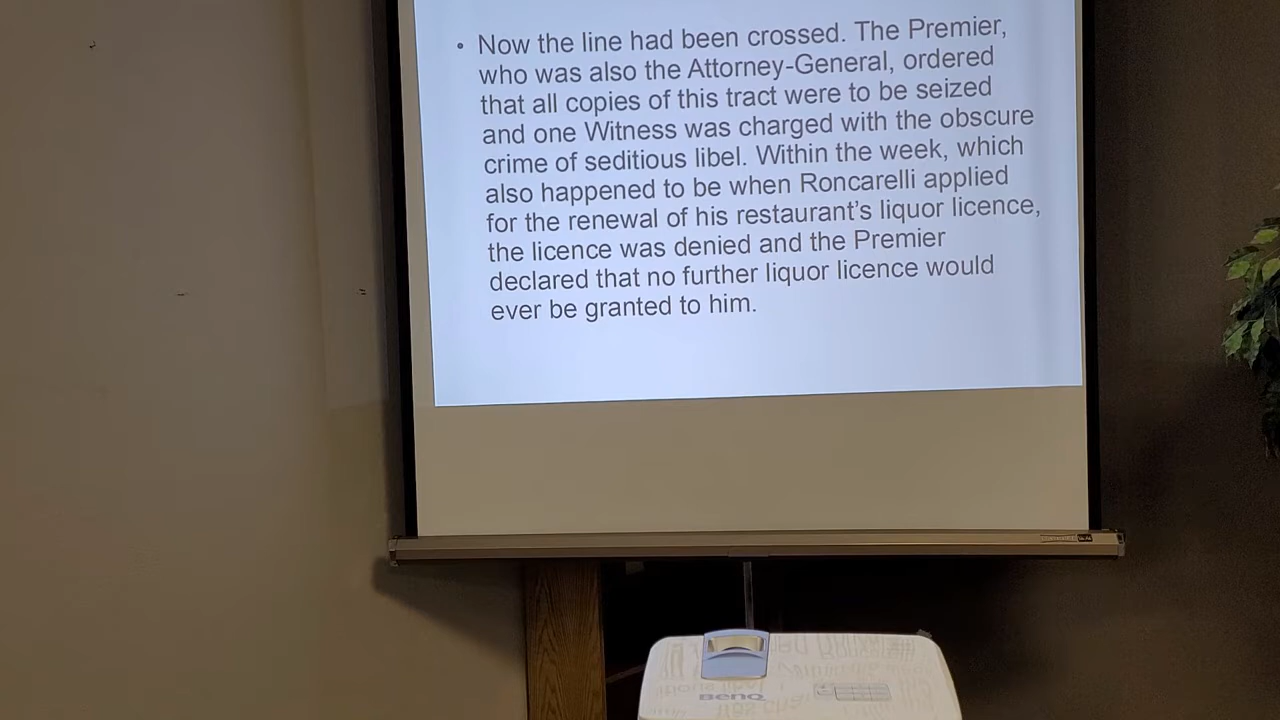 • Now the line had been crossed. The Premier,
who was also the Attorney-General, ordered
that all copies of this tract were to be seized
and one Witness was charged with the obscure
crime of seditious libel. Within the week, which
also happened to be when Roncarelli applied
for the renewal of his restaurant’s liquor licence,
the licence was denied and the Premier
declared that no further liquor licence would
ever be granted to him.
BenQ